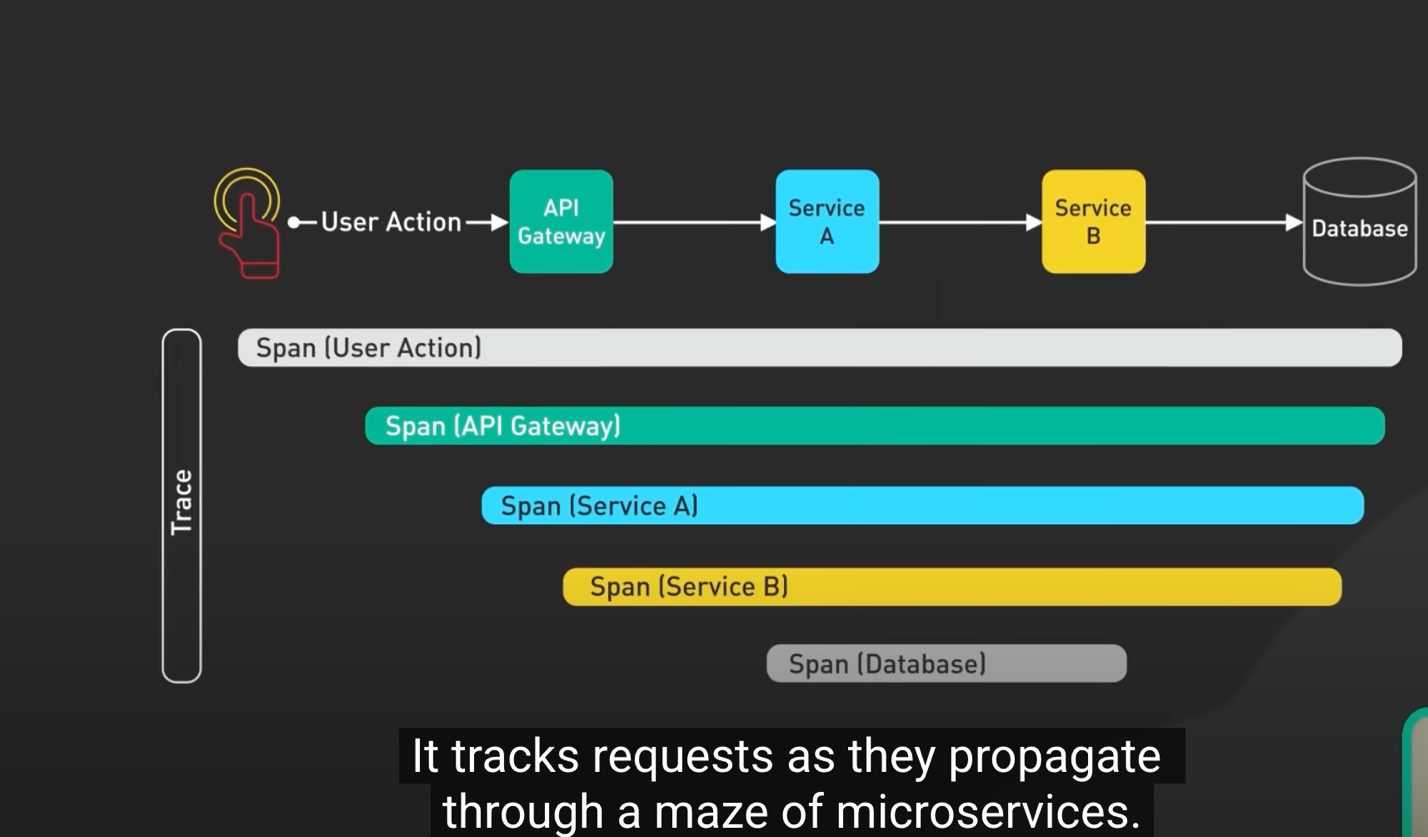 User Action
API
Gateway
Service
A
Service
B
Database
Trace
Span (User Action)
Span (API Gateway)
Span (Service A)
Span (Service B)
Span (Database)
It tracks requests as they propagate
through a maze of microservices.